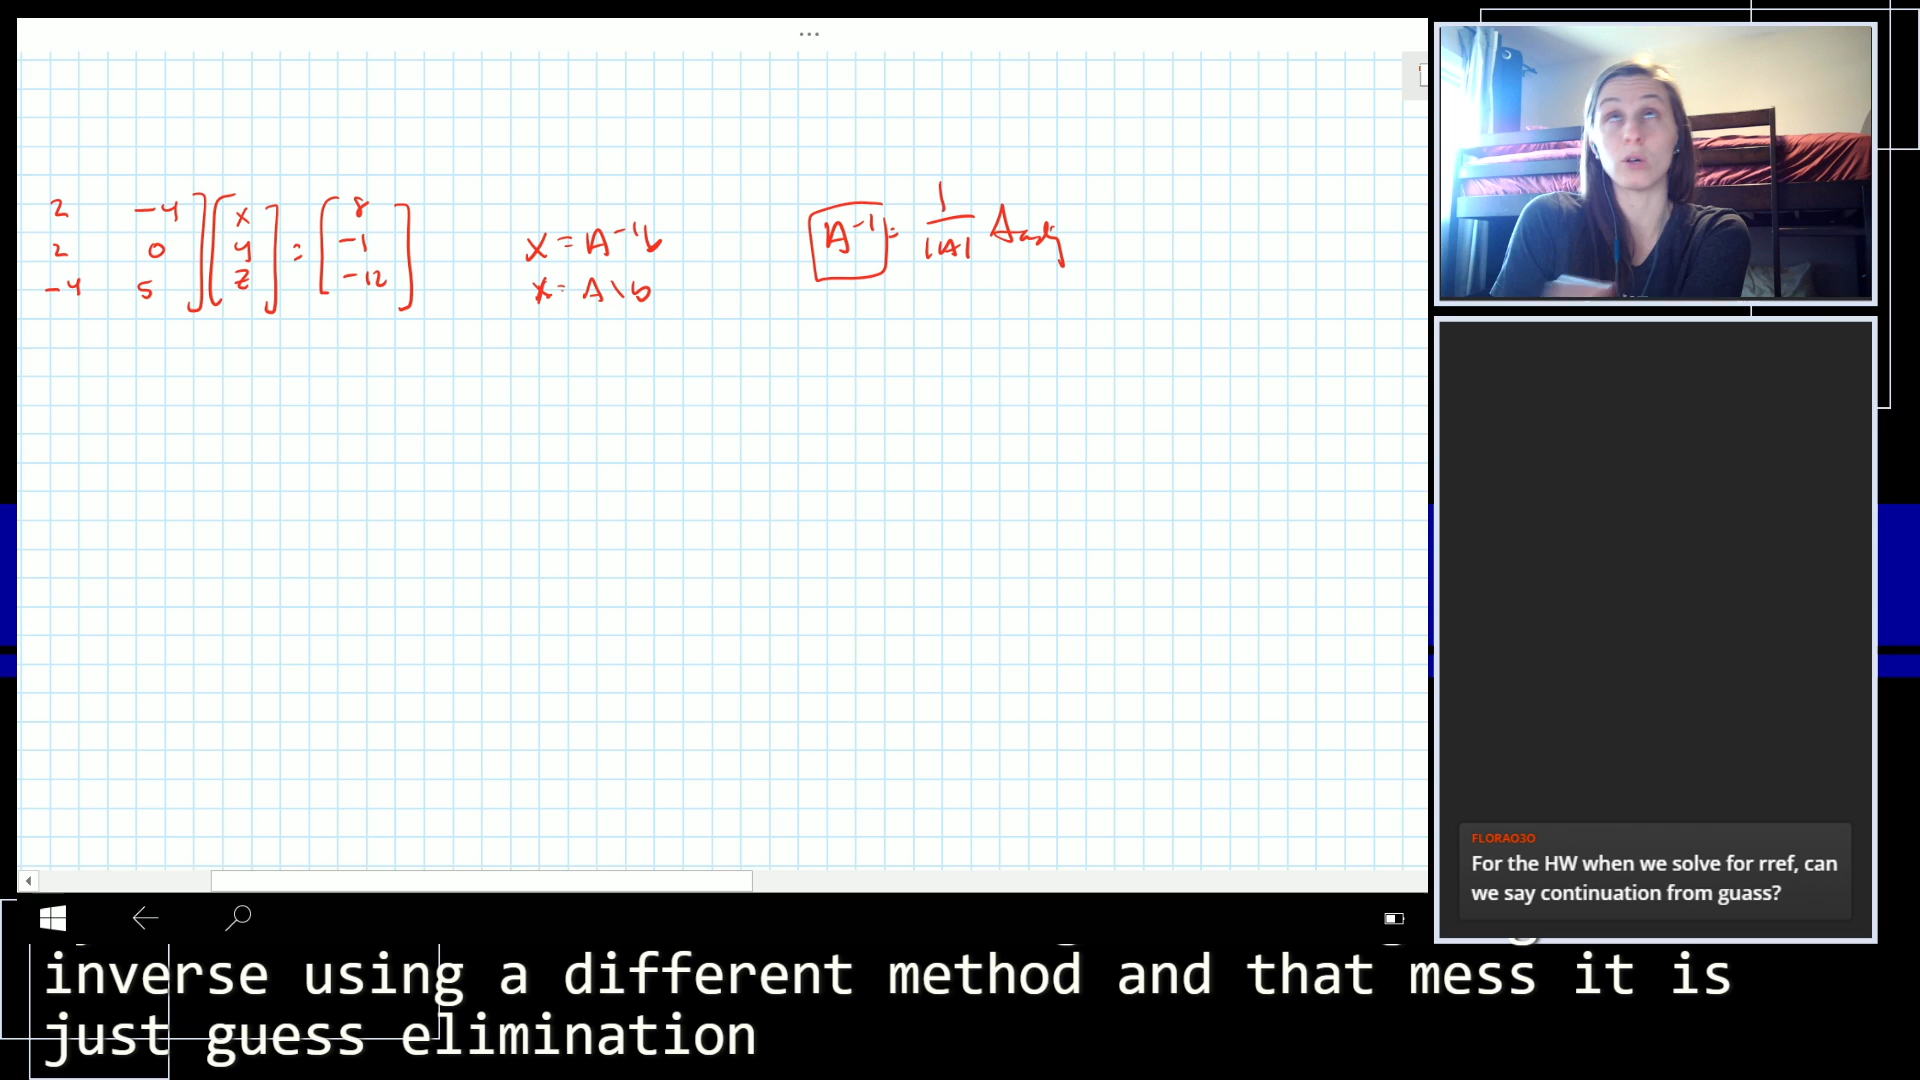 2 -4 x 8
2 0 y = -1
-4 5 z -12
x = A⁻¹b
x = A\b
A⁻¹ = 1/|A| Aadj
FLORAO3O
For the HW when we solve for rref, can
we say continuation from guass?
inverse using a different method and that mess it is
just guess elimination